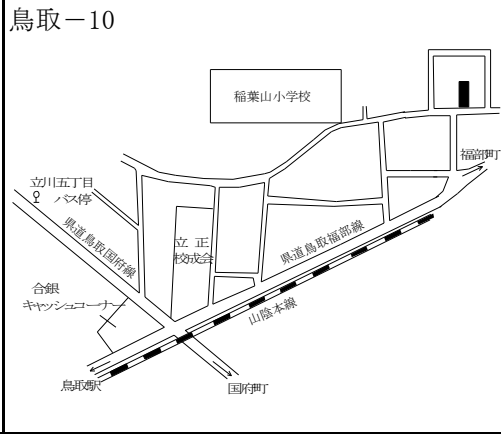 鳥取－10
稲葉山小学校
福部町
立川五丁目
バス停
県道鳥取国府線
立 正
校成会
県道鳥取福部線
合銀
キャッシュコーナー
山陰本線
鳥取駅
国府町